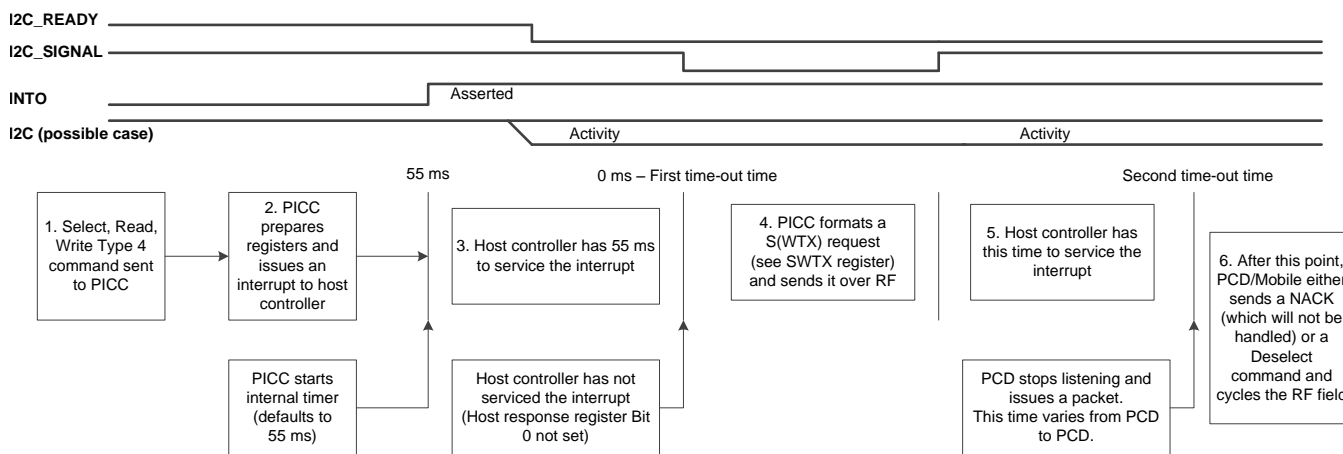 I2C_READY
I2C_SIGNAL
INTO
Asserted
I2C (possible case)
Activity
Activity
55 ms
0 ms – First time-out time
Second time-out time
1. Select, Read,
Write Type 4
command sent
to PICC
2. PICC
prepares
registers and
issues an
interrupt to host
controller
3. Host controller has 55 ms
to service the interrupt
4. PICC formats a
S(WTX) request
(see SWTX register)
and sends it over RF
5. Host controller has
this time to service the
interrupt
6. After this point,
PCD/Mobile either
sends a NACK
(which will not be
handled) or a
Deselect
command and
cycles the RF field
PICC starts
internal timer
(defaults to
55 ms)
Host controller has not
serviced the interrupt
(Host response register Bit
0 not set)
PCD stops listening and
issues a packet.
This time varies from PCD
to PCD.